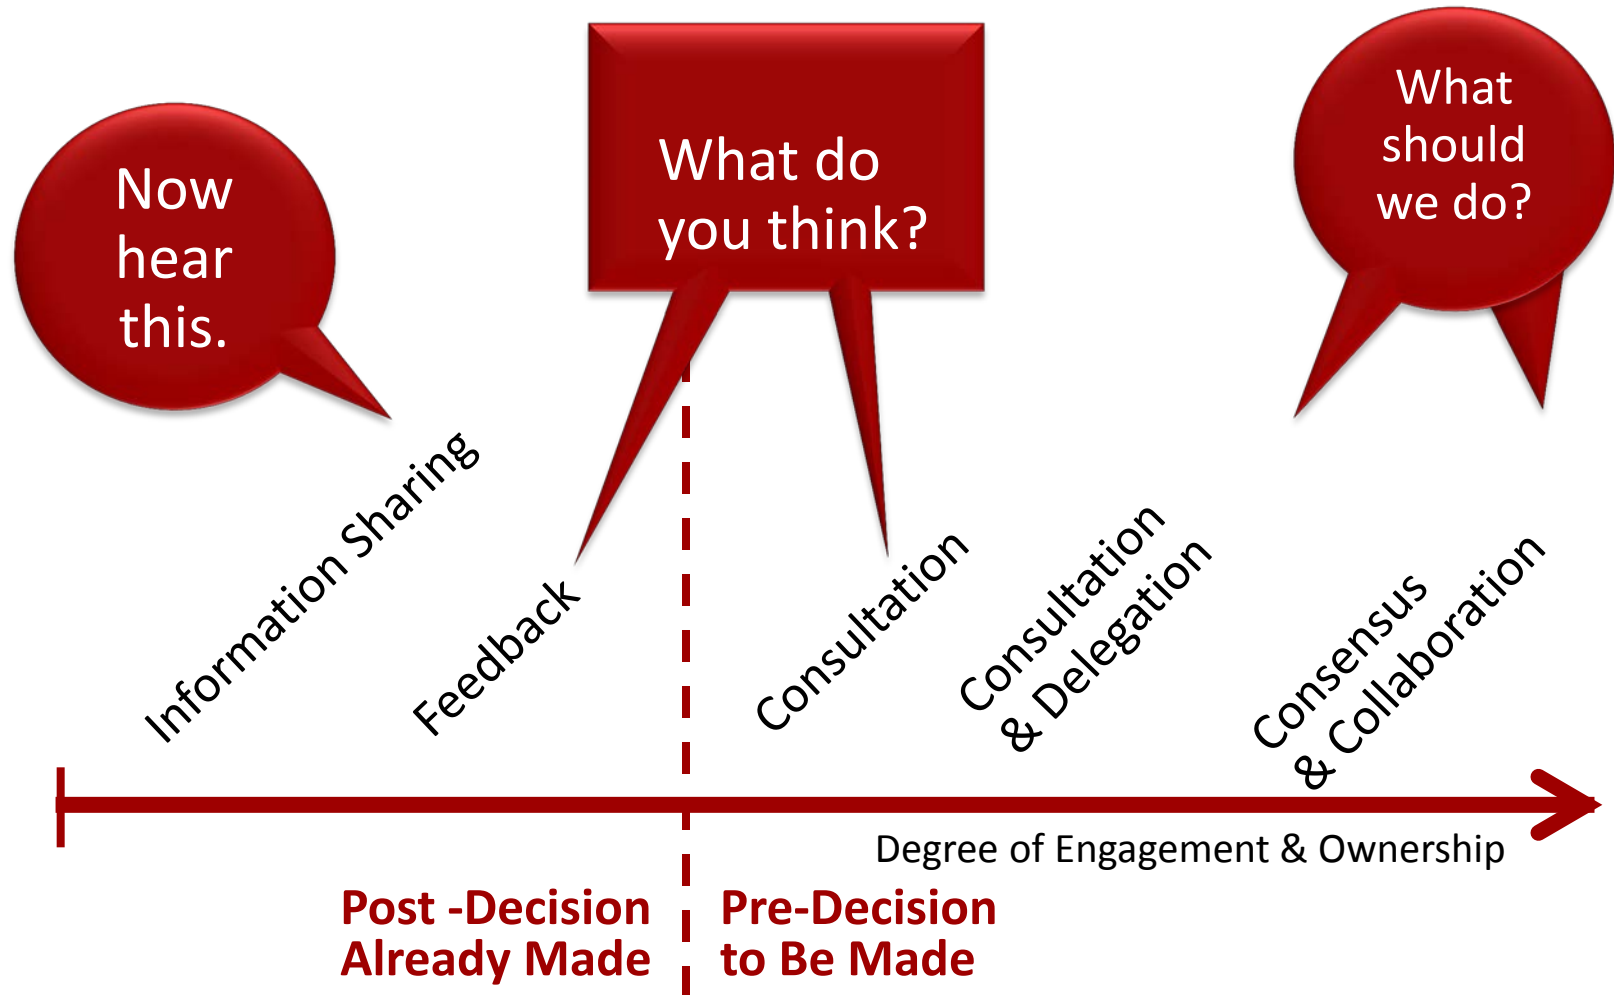 Now
hear
this.
What do
you think?
What
should
we do?
Information Sharing
Feedback
Consultation
Consultation
& Delegation
Consensus
& Collaboration
Degree of Engagement & Ownership
Post -Decision
Already Made
Pre-Decision
to Be Made